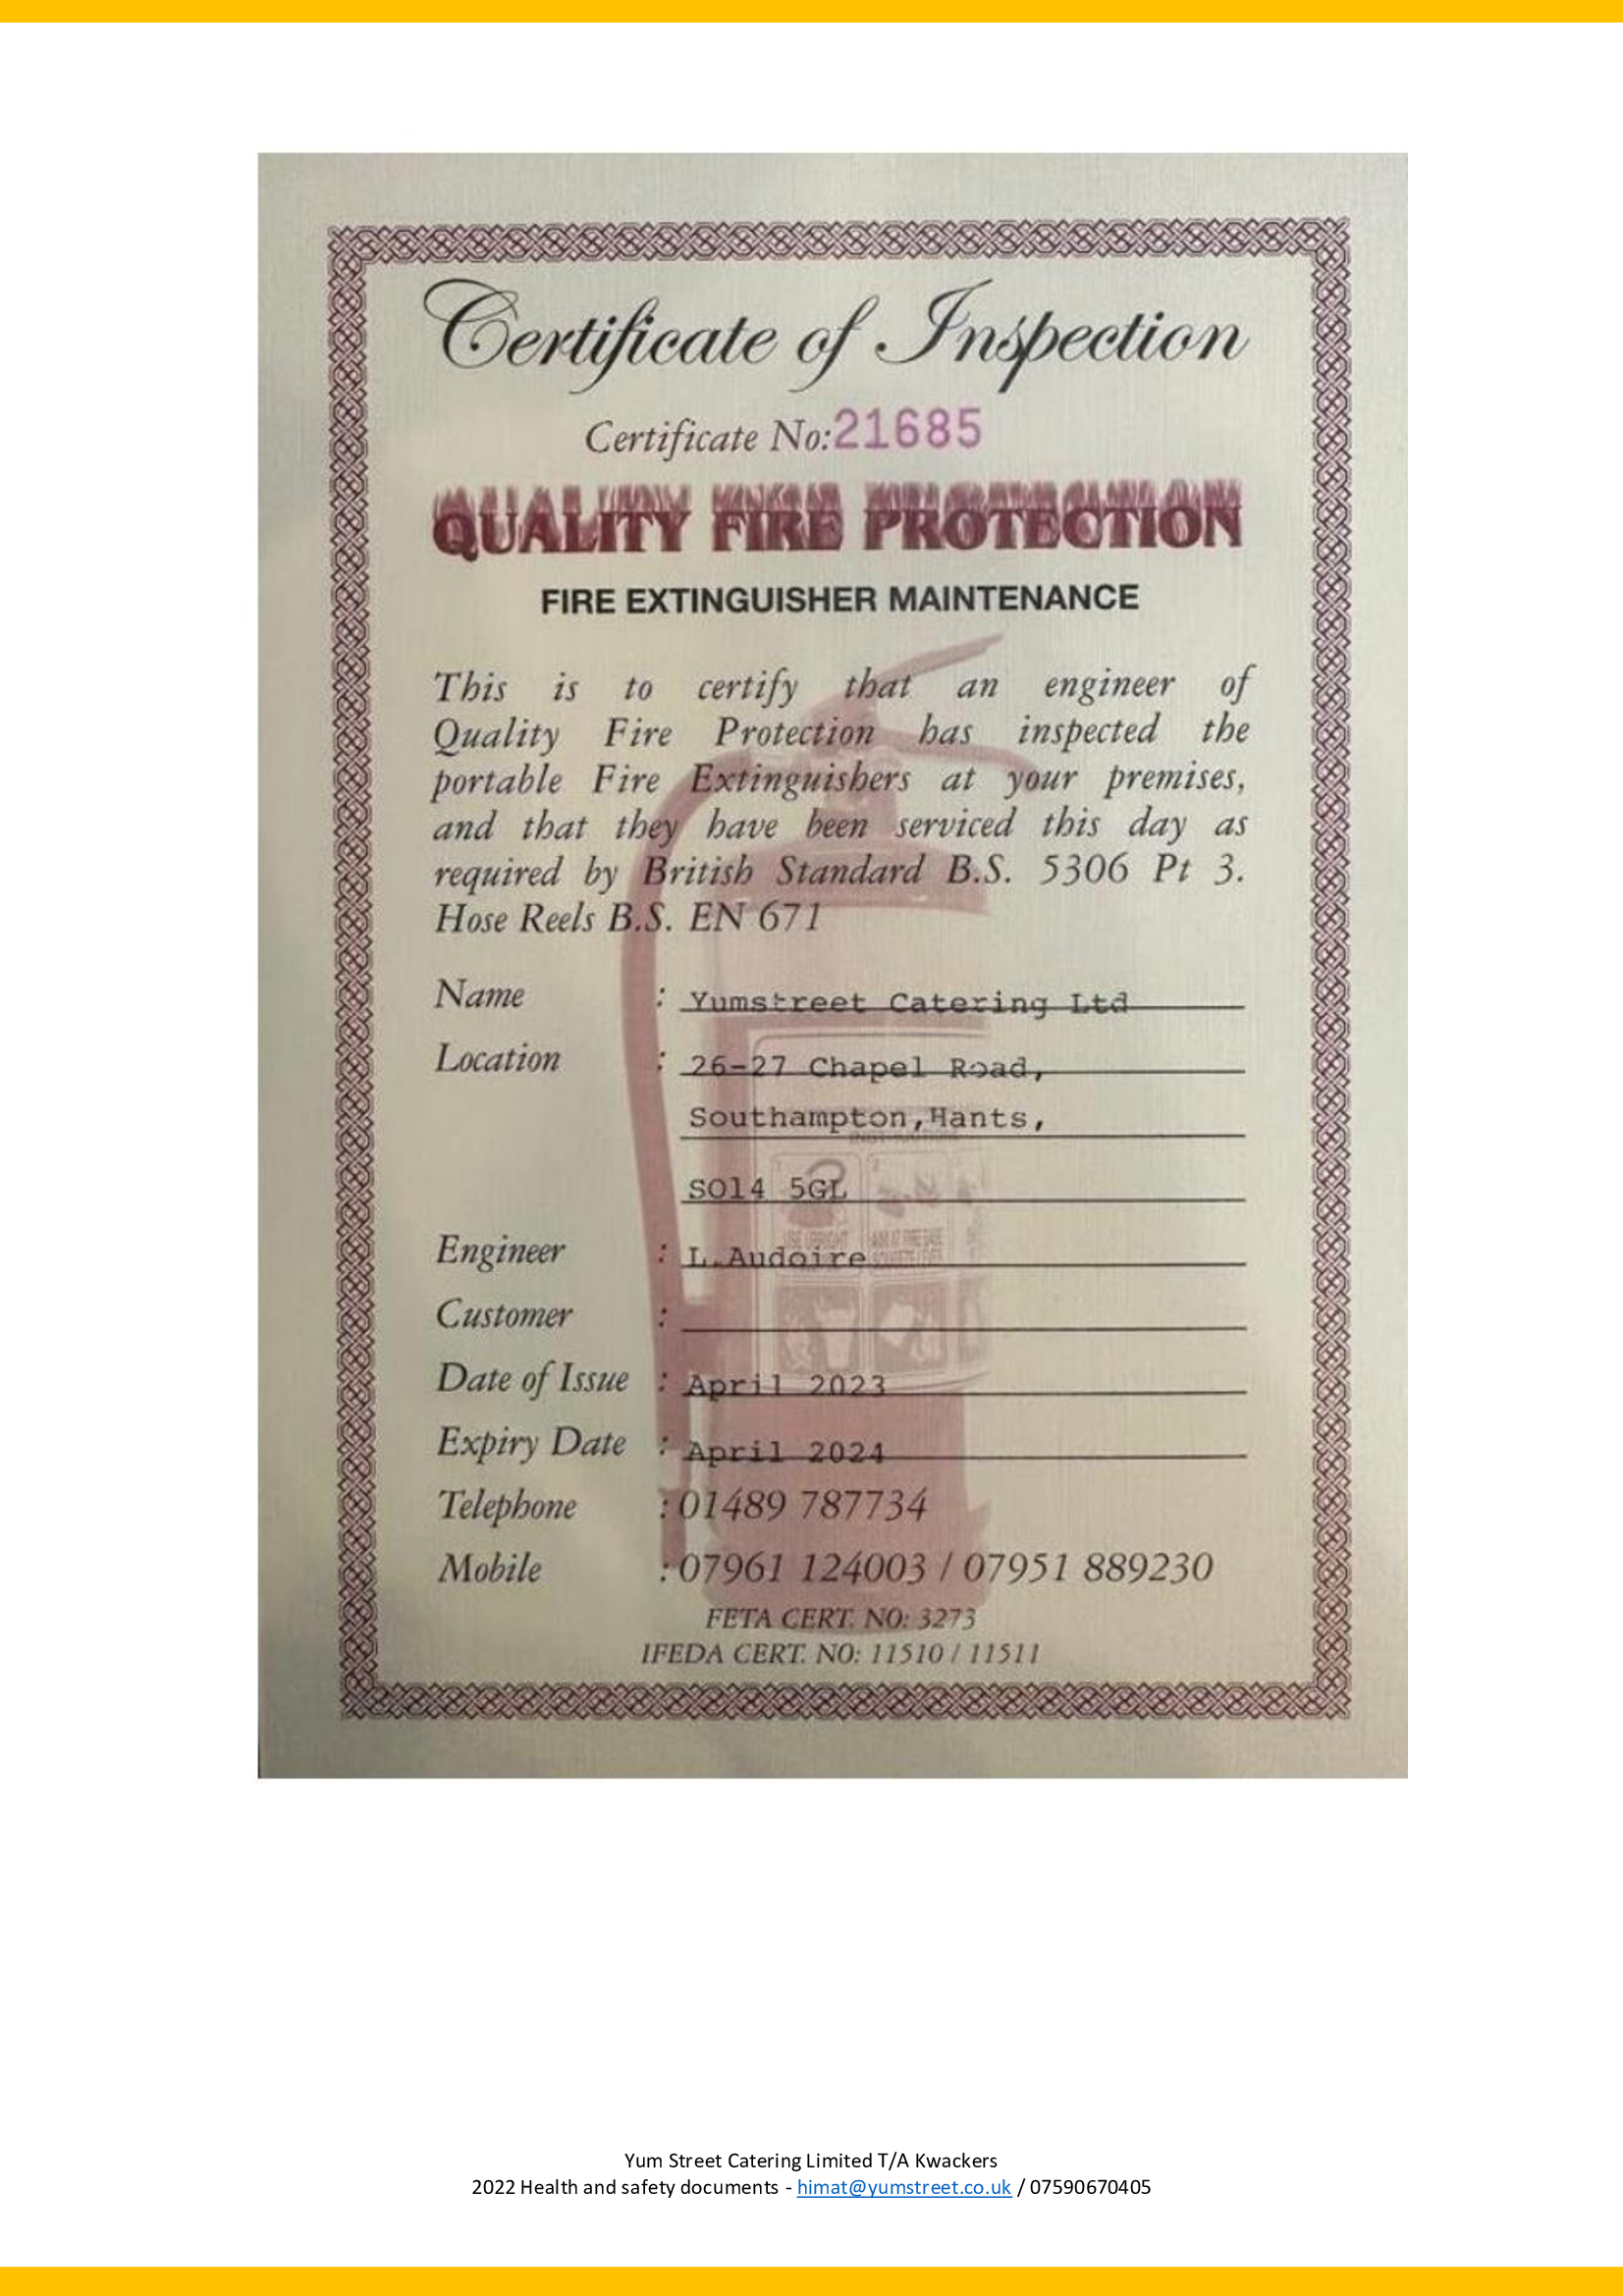 Certificate of Inspection
Certificate No:21685
QUALITY FIRE PROTECTION
FIRE EXTINGUISHER MAINTENANCE
This is to certify that an engineer of
Quality Fire Protection has inspected the
portable Fire Extinguishers at your premises,
and that they have been serviced this day as
required by British Standard B.S. 5306 Pt 3.
Hose Reels B.S. EN 671
Name : Yumstreet Catering Ltd
Location : 26-27 Chapel Road,
Southampton,Hants,
SO14 5GL
Engineer : L.Audoire
Customer :
Date of Issue : April 2023
Expiry Date : April 2024
Telephone : 01489 787734
Mobile : 07961 124003 / 07951 889230
FETA CERT. NO: 3273
IFEDA CERT. NO: 11510 / 11511
Yum Street Catering Limited T/A Kwackers
2022 Health and safety documents - himat@yumstreet.co.uk / 07590670405